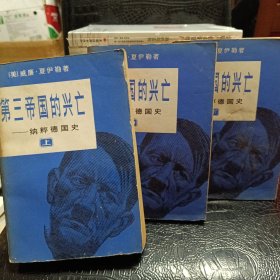 [美]威廉·夏伊勒著
第三帝国的兴亡
——纳粹德国史
上
·夏伊勒著
国的兴亡
德国史
夏伊勒著
的兴亡
国史